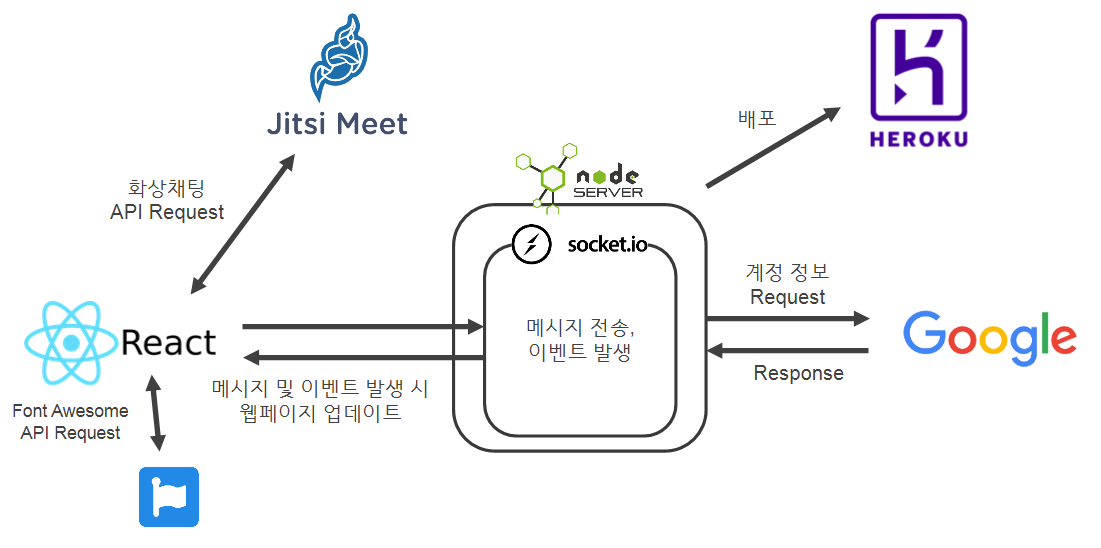 Jitsi Meet
HEROKU
배포
node
SERVER
화상채팅
API Request
socket.io
계정 정보
Request
메시지 전송,
이벤트 발생
React
Google
Response
메시지 및 이벤트 발생 시
웹페이지 업데이트
Font Awesome
API Request